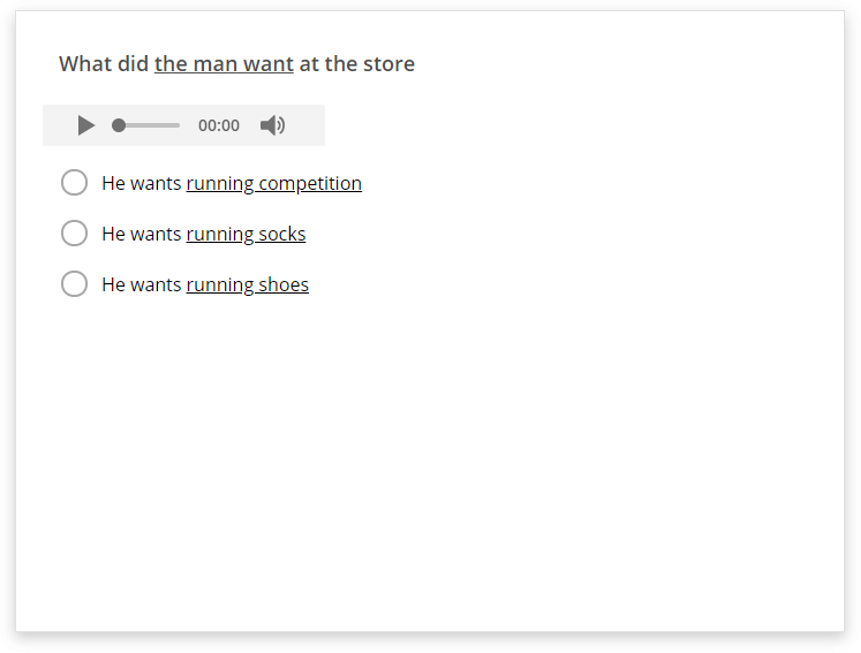 What did the man want at the store
00:00
He wants running competition
He wants running socks
He wants running shoes